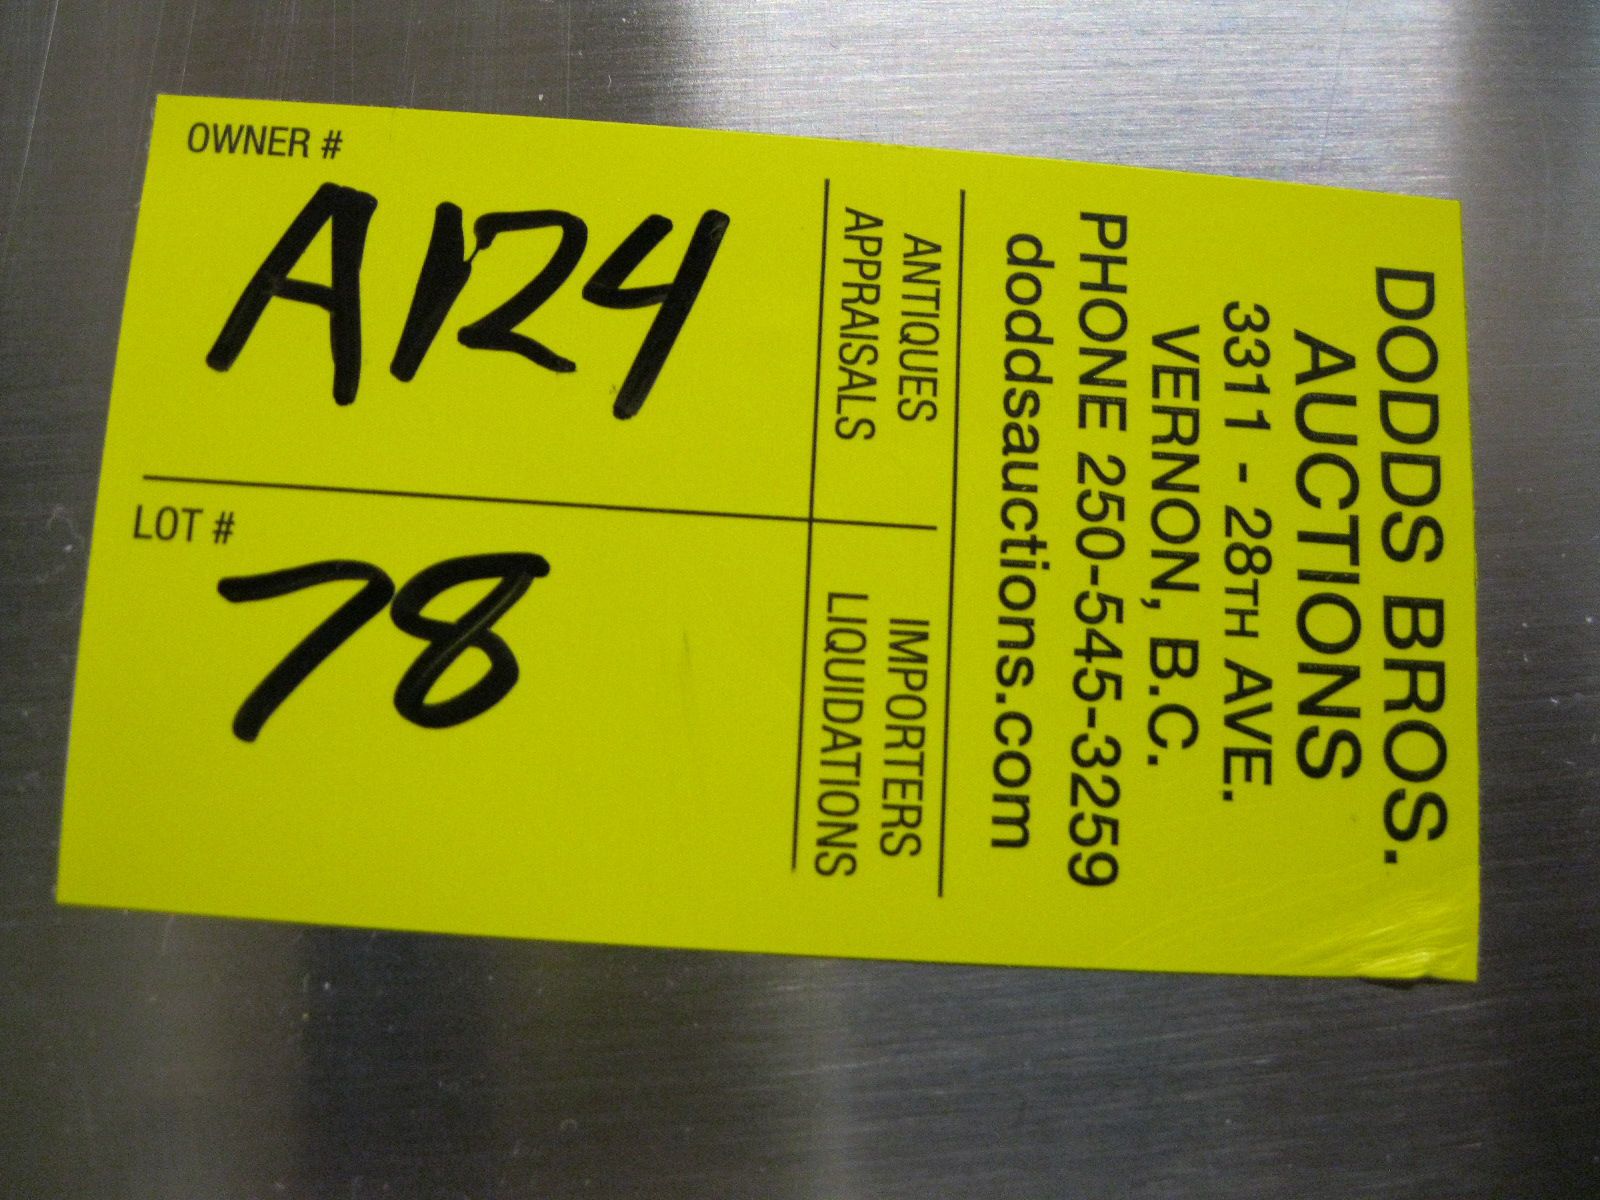 OWNER #
A124
LOT #
78
ANTIQUES
APPRAISALS
IMPORTERS
LIQUIDATIONS
DODDS BROS.
AUCTIONS
3311 - 28TH AVE.
VERNON, B.C.
PHONE 250-545-3259
doddsauctions.com